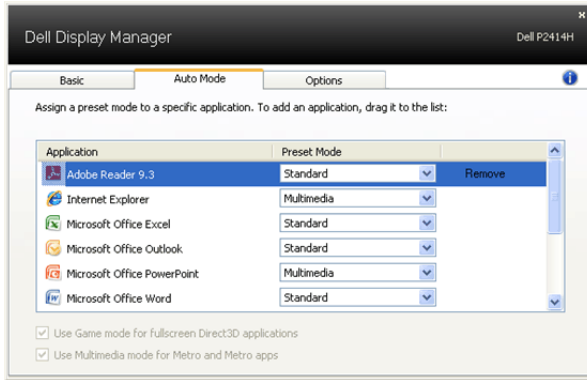 Dell Display Manager
Dell P2414H
Basic
Auto Mode
Options
Assign a preset mode to a specific application. To add an application, drag it to the list:
Application Preset Mode
Adobe Reader 9.3 Standard Remove
Internet Explorer Multimedia
Microsoft Office Excel Standard
Microsoft Office Outlook Standard
Microsoft Office PowerPoint Multimedia
Microsoft Office Word Standard
Use Game mode for fullscreen Direct3D applications
Use Multimedia mode for Metro and Metro apps